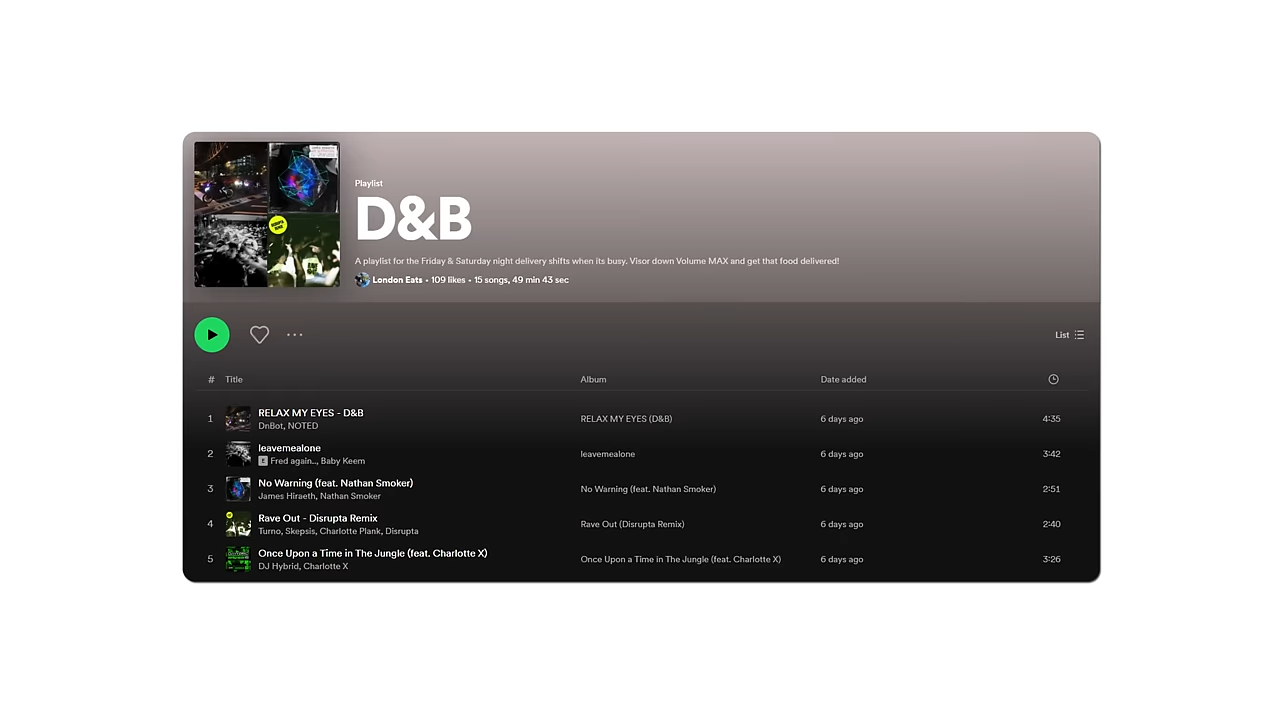 Playlist
D&B
A playlist for the Friday & Saturday night delivery shifts when its busy. Visor down Volume MAX and get that food delivered!
London Eats • 109 likes • 15 songs, 49 min 43 sec
List
# Title Album Date added
1 RELAX MY EYES - D&B RELAX MY EYES (D&B) 6 days ago 4:35
DnBot, NOTED
2 leavemealone leavemealone 6 days ago 3:42
E Fred again.., Baby Keem
3 No Warning (feat. Nathan Smoker) No Warning (feat. Nathan Smoker) 6 days ago 2:51
James Hiraeth, Nathan Smoker
4 Rave Out - Disrupta Remix Rave Out (Disrupta Remix) 6 days ago 2:40
Turno, Skepsis, Charlotte Plank, Disrupta
5 Once Upon a Time in The Jungle (feat. Charlotte X) Once Upon a Time in The Jungle (feat. Charlotte X) 6 days ago 3:26
DJ Hybrid, Charlotte X